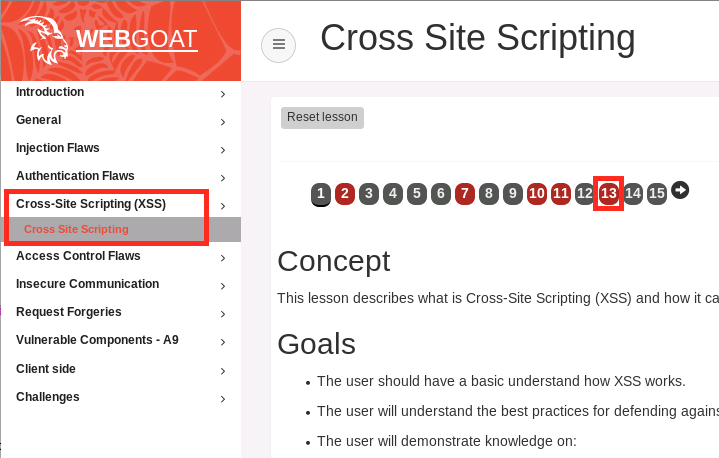 WEBGOAT
Cross Site Scripting
Introduction
General
Injection Flaws
Authentication Flaws
Cross-Site Scripting (XSS)
Cross Site Scripting
Access Control Flaws
Insecure Communication
Request Forgeries
Vulnerable Components - A9
Client side
Challenges
Reset lesson
1 2 3 4 5 6 7 8 9 10 11 12 13 14 15
Concept
This lesson describes what is Cross-Site Scripting (XSS) and how it ca
Goals
• The user should have a basic understand how XSS works.
• The user will understand the best practices for defending agains
• The user will demonstrate knowledge on: